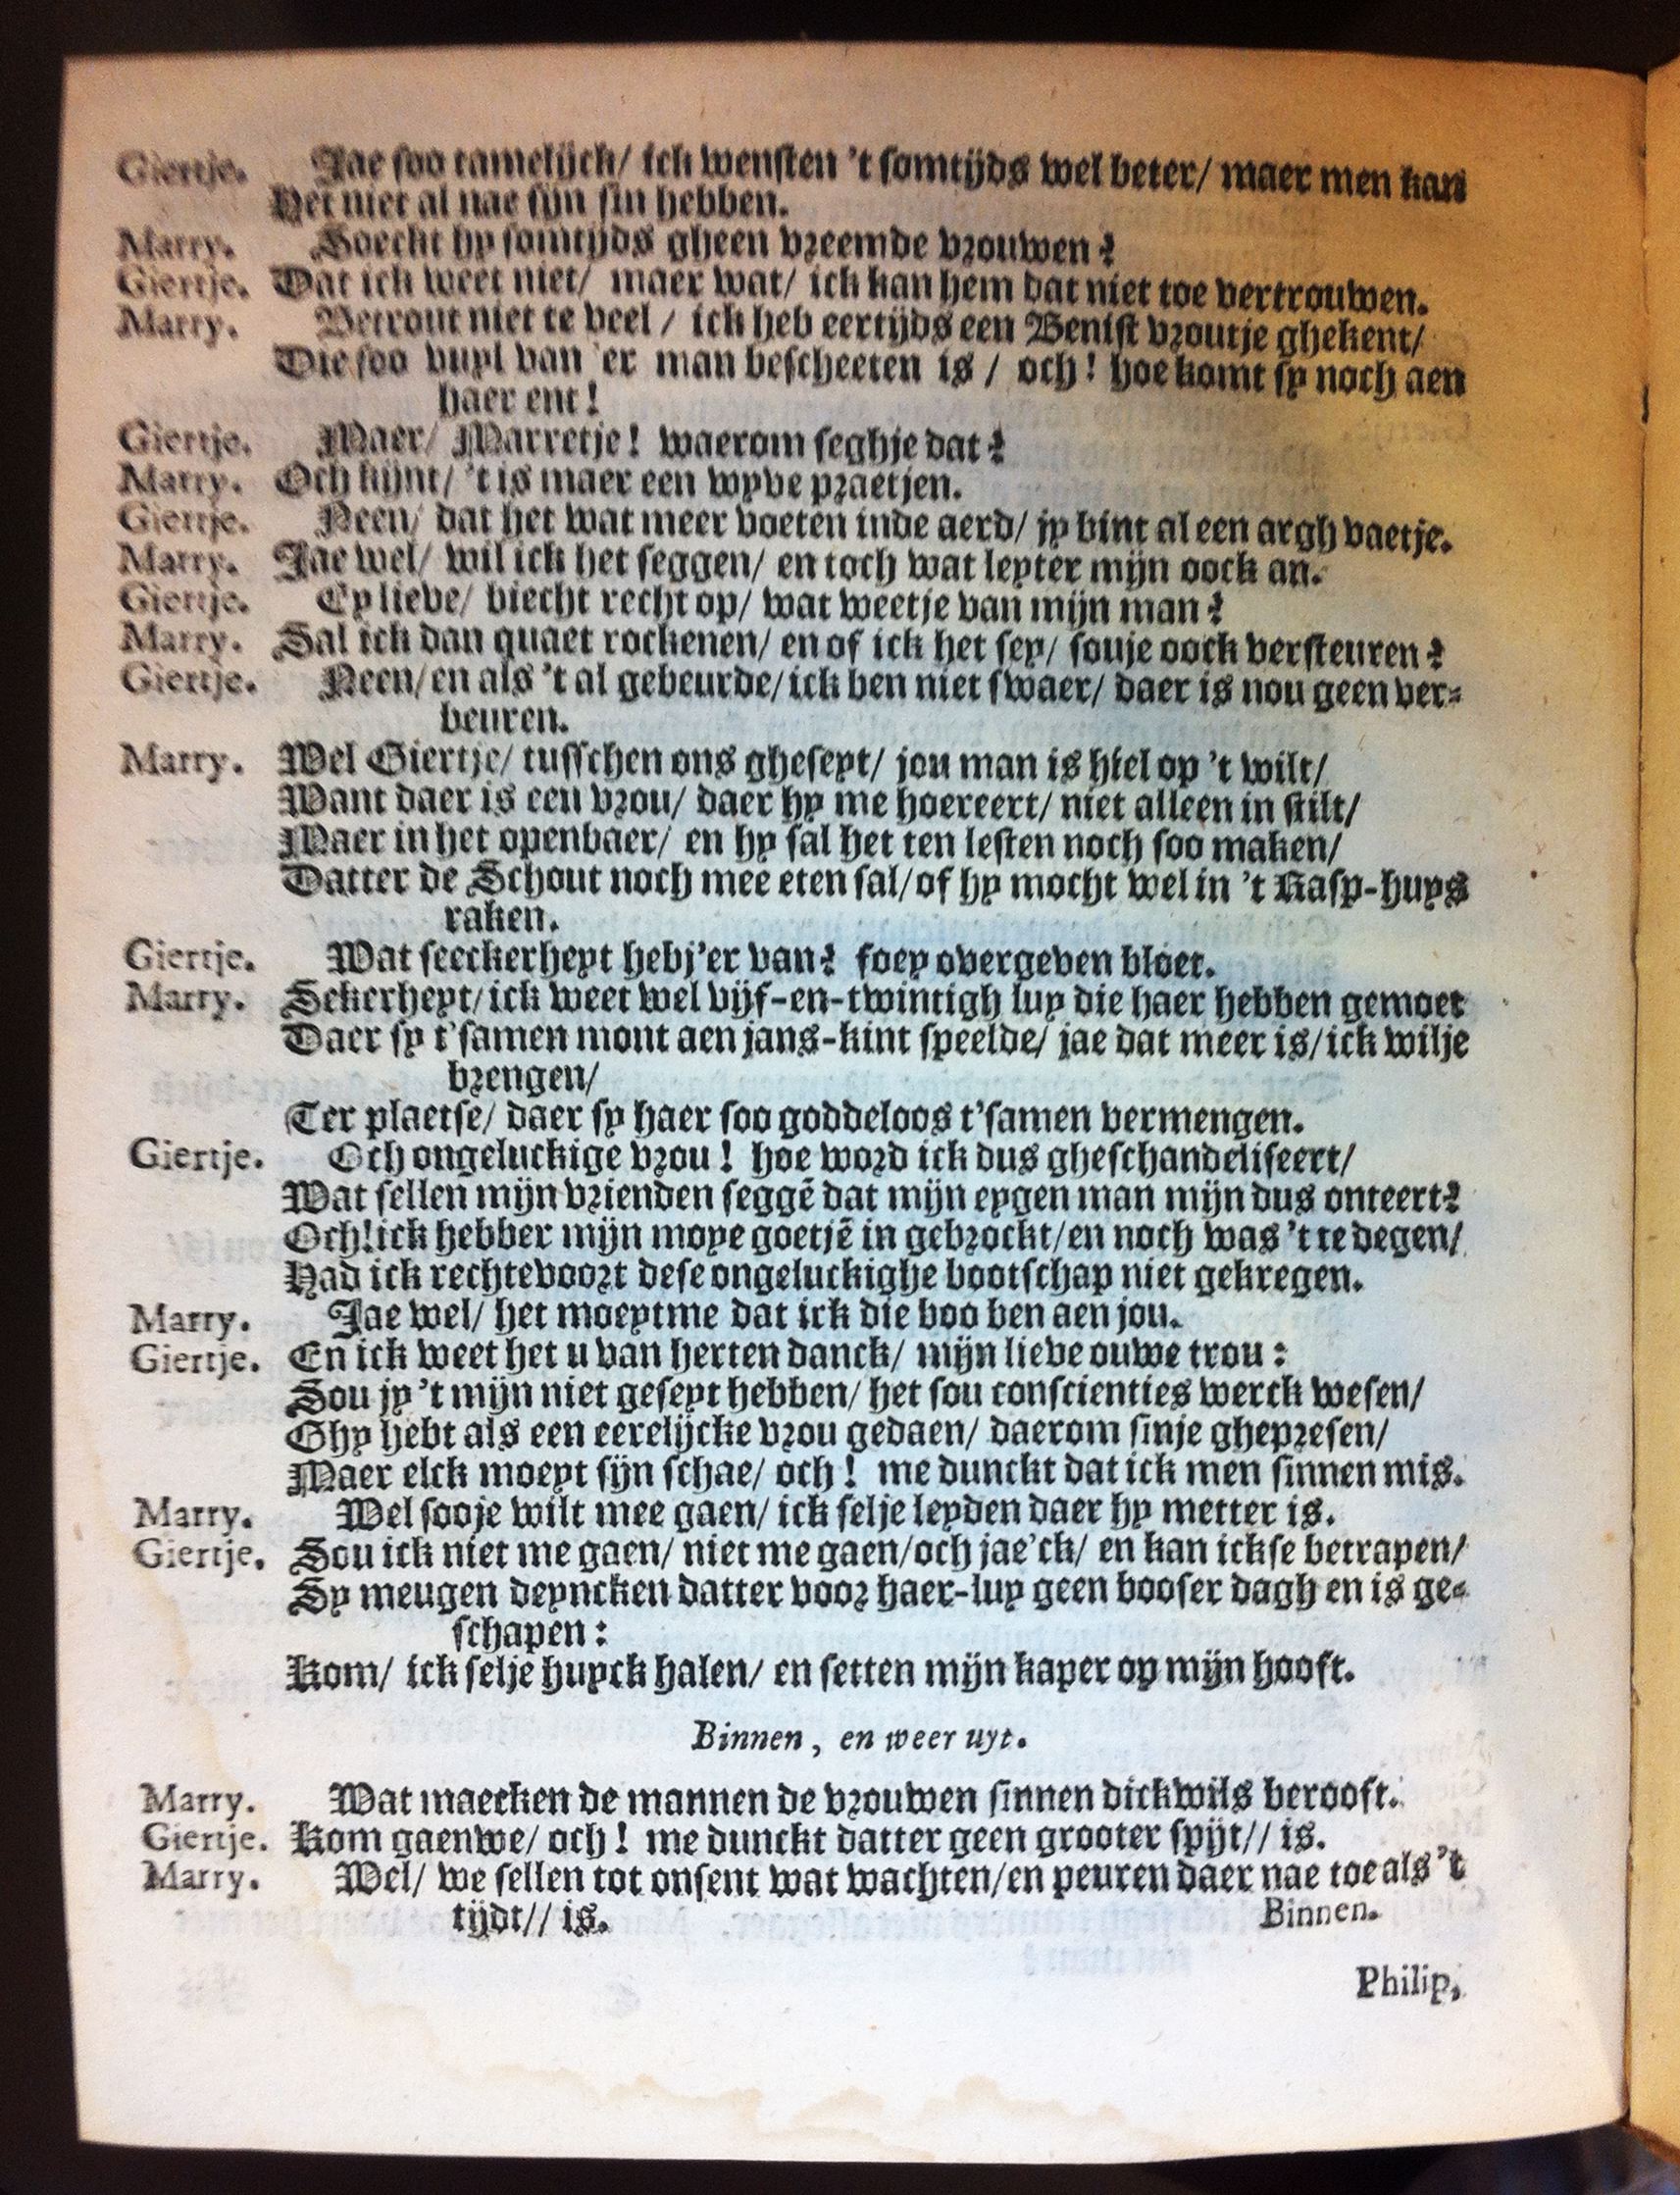 Giertje. Jae soo tamelijck/ ick wensten 't somtijds wel beter/ maer men kan
Het niet al nae sijn sin hebben.
Marry. Soeckt hy somtijds gheen vreemde vrouwen?
Giertje. Dat ick weet niet/ maer wat/ ick kan hem dat niet toe vertrouwen.
Marry. Vetrout niet te veel/ ick heb eertijds een Benist vroutje ghekent/
Die soo vuyl van 'er man bescheeten is/ och! hoe komt sy noch aen
haer ent!
Giertje. Maer/ Marretje! waerom seghje dat?
Marry. Och kijnt/ 't is maer een wyve praetjen.
Giertje. Neen/ dat het wat meer voeten inde aerd/ jy bint al een argh vaetje.
Marry. Jae wel/ wil ick het seggen/ en toch wat leyter mijn oock an.
Giertje. Ey lieve/ biecht recht op/ wat weetje van mijn man?
Marry. Sal ick dan quaet rockenen/ en of ick het sey/ souje oock versteuren?
Giertje. Neen/ en als 't al gebeurde/ ick ben niet swaer/ daer is nou geen ver-
beuren.
Marry. Wel Giertje/ tusschen ons gheseyt/ jou man is hiel op 't wilt/
Want daer is een vrou/ daer hy me hoereert/ niet alleen in stilt/
Maer in het openbaer/ en hy sal het ten lesten noch soo maken/
Datter de Schout noch mee eten sal/ of hy mocht wel in 't Rasp-huys
raken.
Giertje. Wat seeckerheyt hebj'er van? foey overgeven bloet.
Marry. Sekerheyt/ ick weet wel vijf-en-twintigh luy die haer hebben gemoet
Daer sy t'samen mont aen jans-kint speelde/ jae dat meer is/ ick wilje
brengen/
Ter plaetse/ daer sy haer soo goddeloos t'samen vermengen.
Giertje. Och ongeluckige vrou! hoe word ick dus gheschandeliseert/
Wat sellen mijn vrienden seggẽ dat mijn eygen man mijn dus onteert?
Och! ick hebber mijn moye goetjẽ in gebrockt/ en noch was 't te degen/
Had ick rechtevoort dese ongeluckighe bootschap niet gekregen.
Marry. Jae wel/ het moeytme dat ick die boo ben aen jou.
Giertje. En ick weet het u van herten danck/ mijn lieve ouwe trou:
Sou jy 't mijn niet geseyt hebben/ het sou conscienties werck wesen/
Ghy hebt als een eerelijcke vrou gedaen/ daerom sinje ghepresen/
Maer elck moeyt sijn schae/ och! me dunckt dat ick men sinnen mis.
Marry. Wel sooje wilt mee gaen/ ick selje leyden daer hy metter is.
Giertje. Sou ick niet me gaen/ niet me gaen/ och jae'ck/ en kan ickse betrapen/
Sy meugen deyncken datter voor haer-luy geen booser dagh en is ge-
schapen:
Kom/ ick selje huyck halen/ en setten mijn kaper op mijn hooft.
Binnen, en weer uyt.
Marry. Wat maecken de mannen de vrouwen sinnen dickwils berooft.
Giertje. Kom gaenwe/ och! me dunckt datter geen grooter spijt// is.
Marry. Wel/ we sellen tot onsent wat wachten/ en peuren daer nae toe als 't
tijdt// is. Binnen.
Philip,